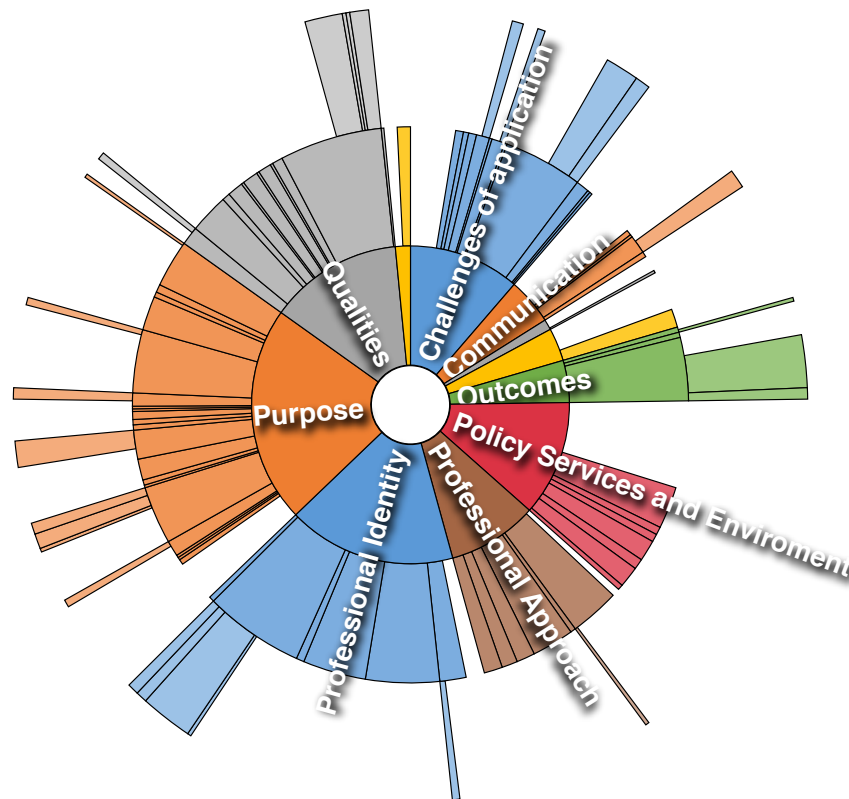 Challenges of application
Communication
Outcomes
Policy Services and Enviroment
Professional Approach
Professional Identity
Purpose
Qualities